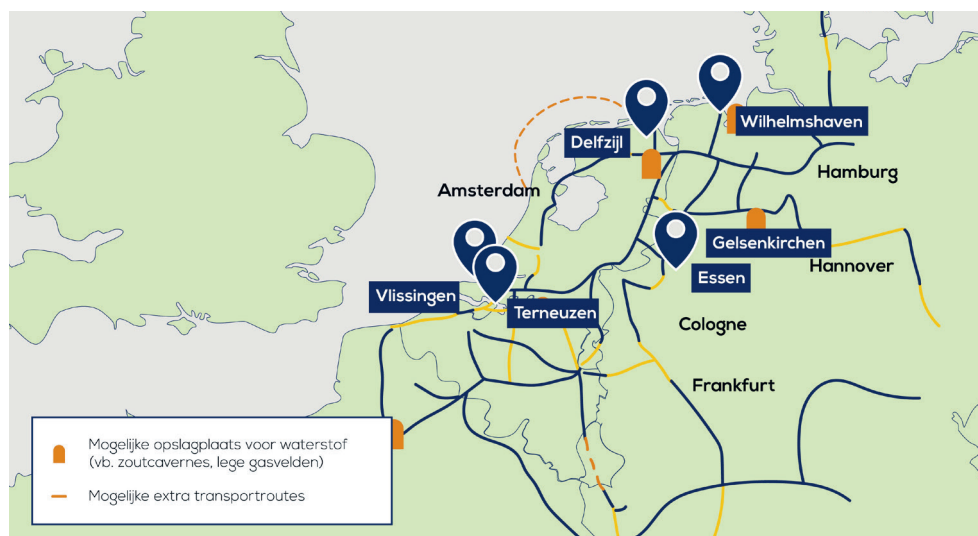 Wilhelmshaven
Delfzijl
Hamburg
Amsterdam
Gelsenkirchen
Hannover
Essen
Vlissingen
Terneuzen
Cologne
Frankfurt
Mogelijke opslagplaats voor waterstof
(vb. zoutcavernes, lege gasvelden)
Mogelijke extra transportroutes